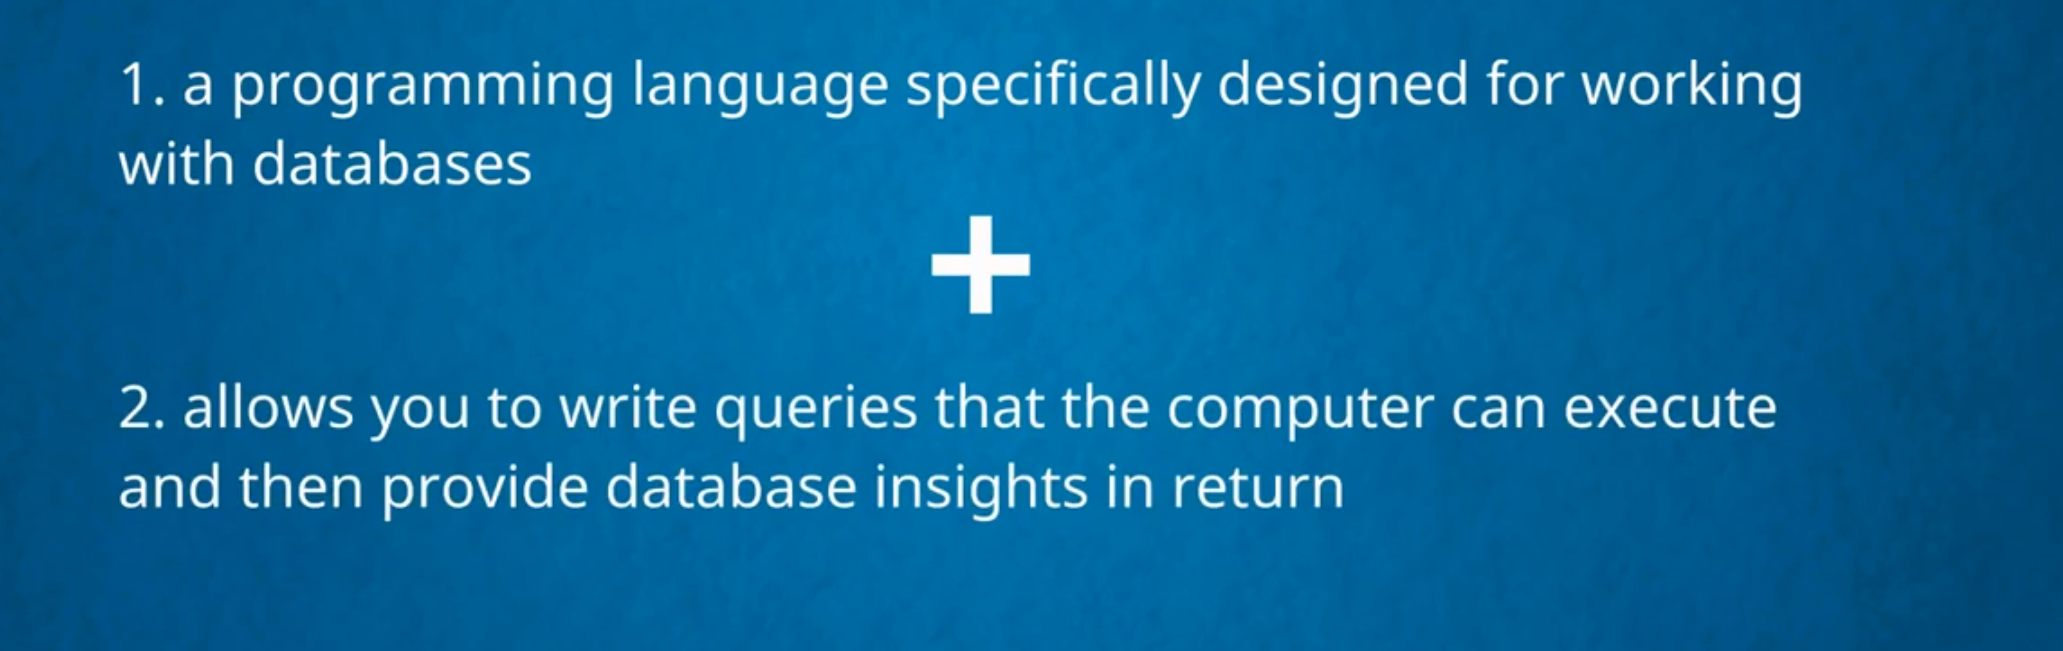 1. a programming language specifically designed for working
with databases
+
2. allows you to write queries that the computer can execute
and then provide database insights in return